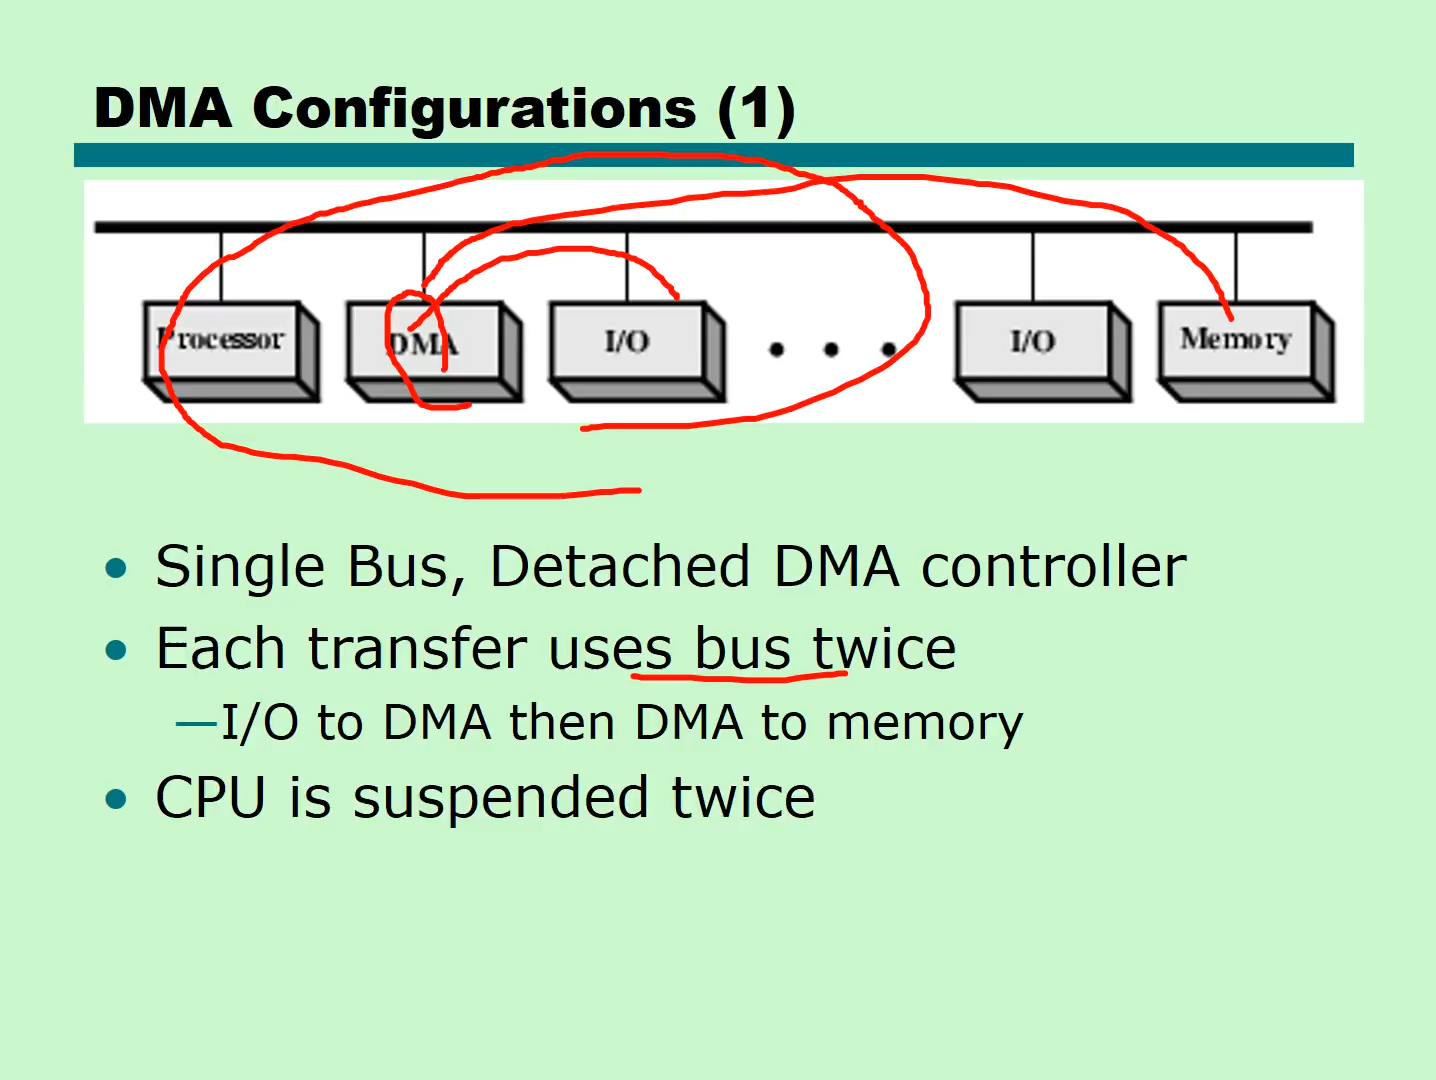 DMA Configurations (1)
Processor DMA I/O I/O Memory
• Single Bus, Detached DMA controller
• Each transfer uses bus twice
—I/O to DMA then DMA to memory
• CPU is suspended twice